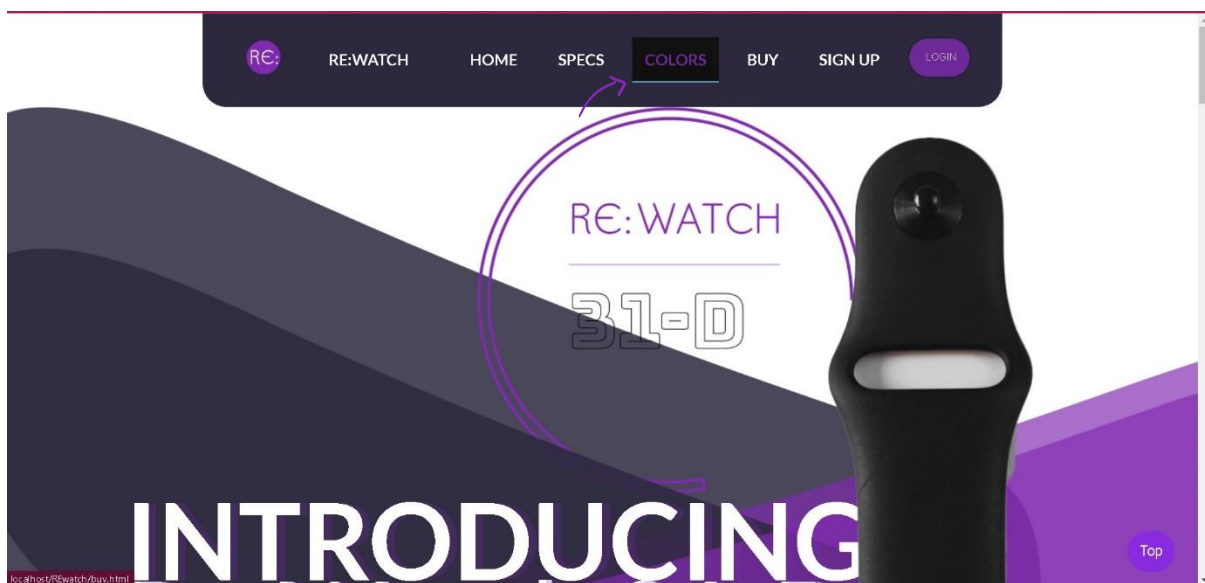 RE: RE:WATCH HOME SPECS COLORS BUY SIGN UP LOGIN
RE:WATCH
31-D
INTRODUCING
Top
localhost/REwatch/buy.html